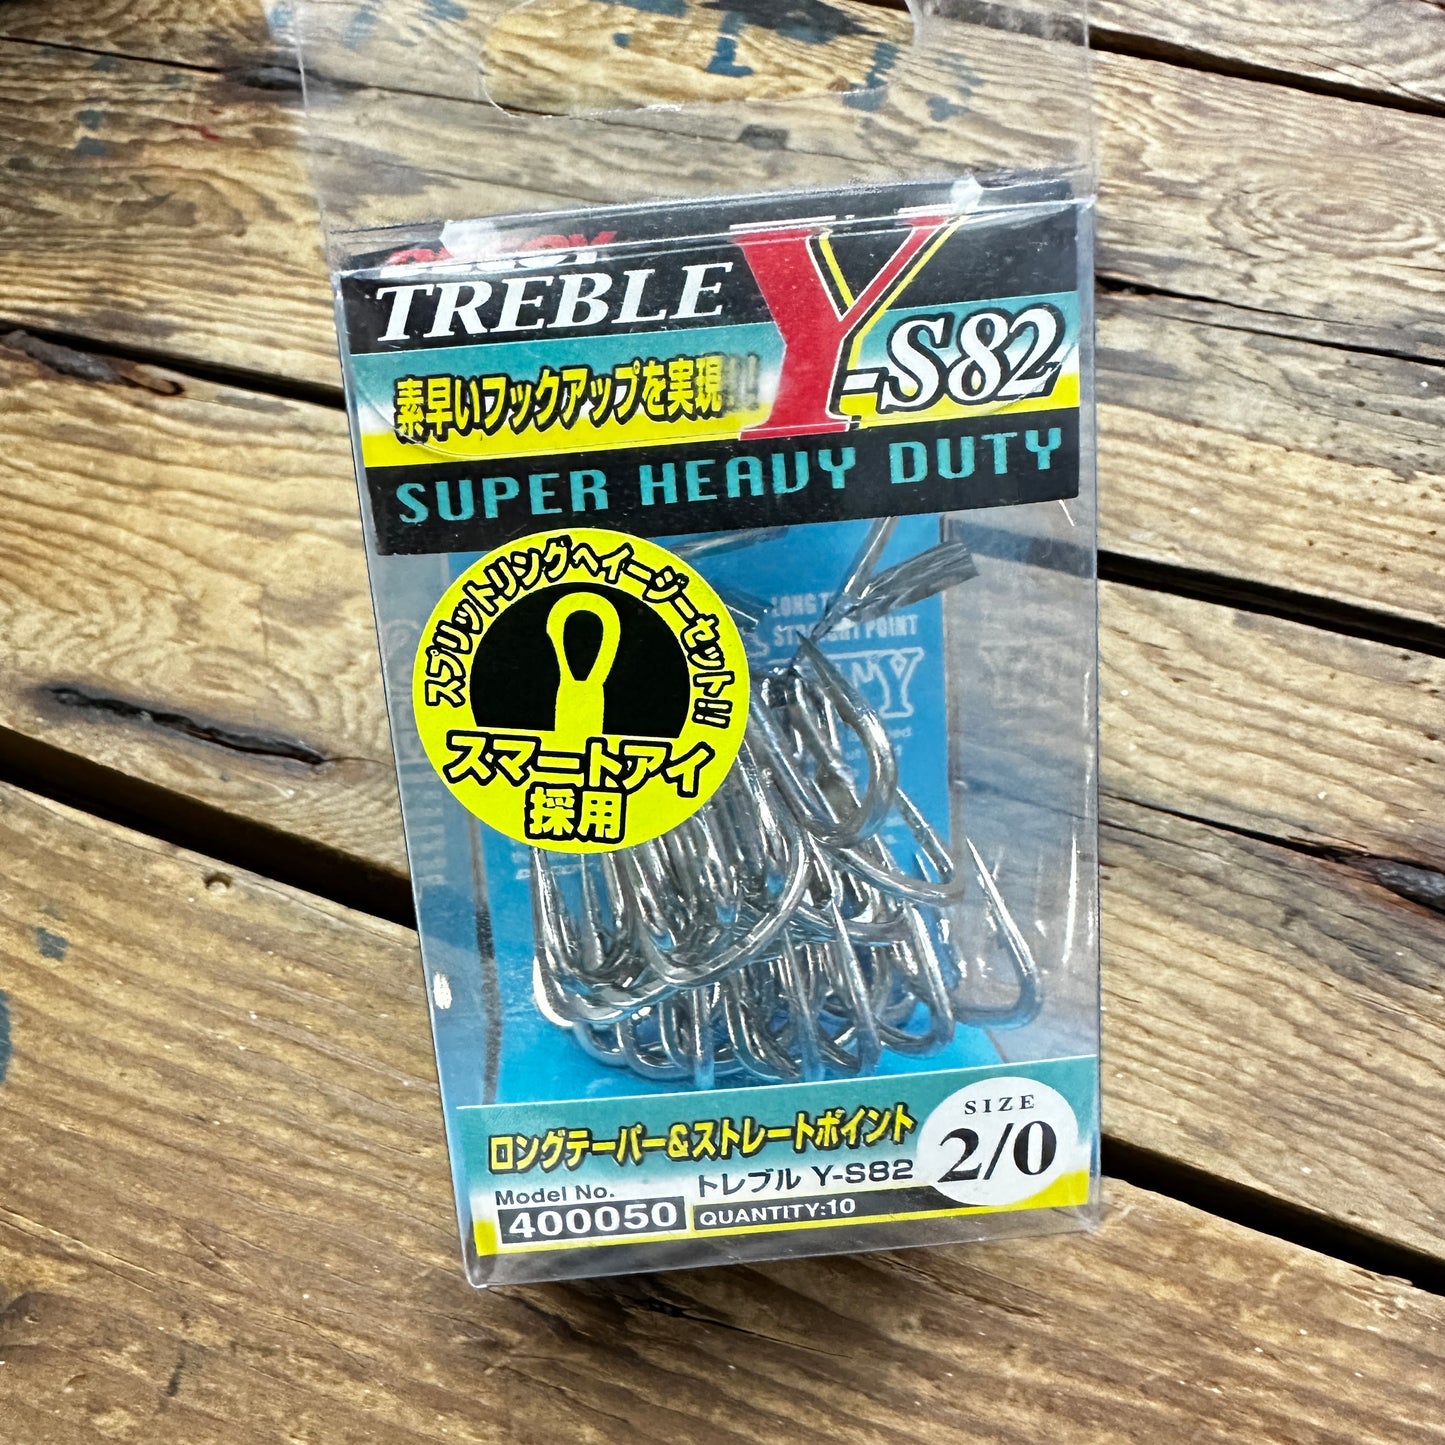 DECOY
TREBLE Y-S82
素早いフックアップを実現!!!
SUPER HEAVY DUTY
スプリットリングへイージーセット!!
スマートアイ
採用
STRAIGHT POINT
ロングテーパー&ストレートポイント
SIZE
2/0
トレブル Y-S82
Model No.
400050
QUANTITY:10